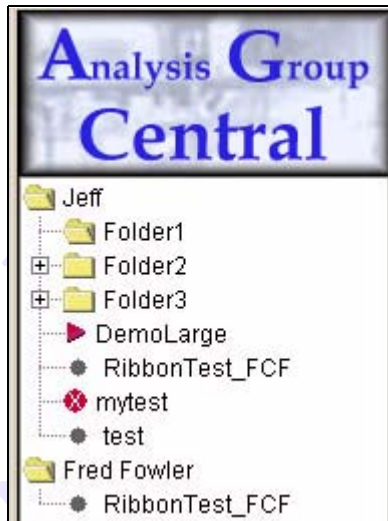 Analysis Group
Central
Jeff
Folder1
Folder2
Folder3
DemoLarge
RibbonTest_FCF
mytest
test
Fred Fowler
RibbonTest_FCF